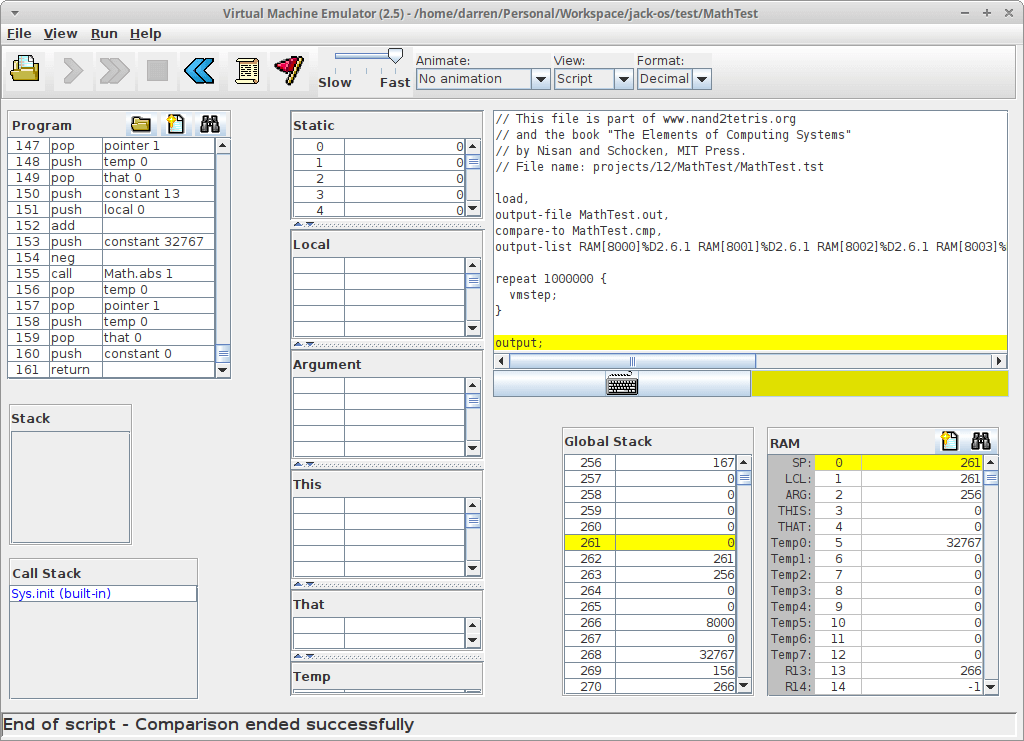 Virtual Machine Emulator (2.5) - /home/darren/Personal/Workspace/jack-os/test/MathTest
File View Run Help
Slow Fast
Animate: View: Format:
No animation Script Decimal
Program
147 pop pointer 1
148 push temp 0
149 pop that 0
150 push constant 13
151 push local 0
152 add
153 push constant 32767
154 neg
155 call Math.abs 1
156 pop temp 0
157 pop pointer 1
158 push temp 0
159 pop that 0
160 push constant 0
161 return
Stack
Call Stack
Sys.init (built-in)
Static
0 0
1 0
2 0
3 0
4 0
Local
Argument
This
That
Temp
// This file is part of www.nand2tetris.org
// and the book "The Elements of Computing Systems"
// by Nisan and Schocken, MIT Press.
// File name: projects/12/MathTest/MathTest.tst
load,
output-file MathTest.out,
compare-to MathTest.cmp,
output-list RAM[8000]%D2.6.1 RAM[8001]%D2.6.1 RAM[8002]%D2.6.1 RAM[8003]%
repeat 1000000 {
vmstep;
}
output;
Global Stack
256 167
257 0
258 0
259 0
260 0
261 0
262 261
263 256
264 0
265 0
266 8000
267 0
268 32767
269 156
270 266
RAM
SP: 0 261
LCL: 1 261
ARG: 2 256
THIS: 3 0
THAT: 4 0
Temp0: 5 32767
Temp1: 6 0
Temp2: 7 0
Temp3: 8 0
Temp4: 9 0
Temp5: 10 0
Temp6: 11 0
Temp7: 12 0
R13: 13 266
R14: 14 -1
End of script - Comparison ended successfully